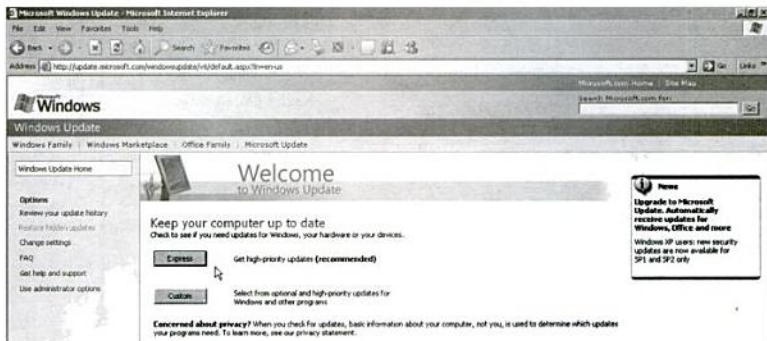 Microsoft Windows Update - Microsoft Internet Explorer
File Edit View Favorites Tools Help
Back Search Favorites
Address http://update.microsoft.com/windowsupdate/v6/default.aspx?ln=en-us Go Links
Microsoft.com Home | Site Map
Microsoft Windows
Search Microsoft.com for:
Go
Windows Update
Windows Family | Windows Marketplace | Office Family | Microsoft Update
Windows Update Home
Options
Review your update history
Restore hidden updates
Change settings
FAQ
Get help and support
Use administrator options
Welcome
to Windows Update
Keep your computer up to date
Check to see if you need updates for Windows, your hardware or your devices.
Express Get high-priority updates (recommended)
Custom Select from optional and high-priority updates for
Windows and other programs
Concerned about privacy? When you check for updates, basic information about your computer, not you, is used to determine which updates
your programs need. To learn more, see our privacy statement.
News
Upgrade to Microsoft
Update. Automatically
receive updates for
Windows, Office and more
Windows XP users: new security
updates are now available for
SP1 and SP2 only